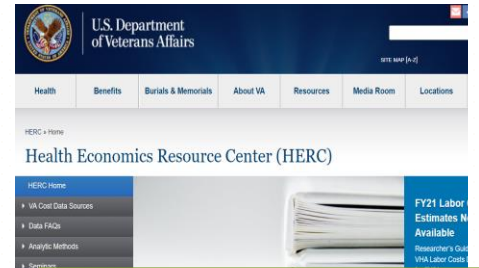 U.S. Department
of Veterans Affairs
SITE MAP [A-Z]
Health Benefits Burials & Memorials About VA Resources Media Room Locations
HERC » Home
Health Economics Resource Center (HERC)
HERC Home
VA Cost Data Sources
Data FAQs
Analytic Methods
Seminars
FY21 Labor
Estimates
Available
Researcher's
VHA Labor Costs